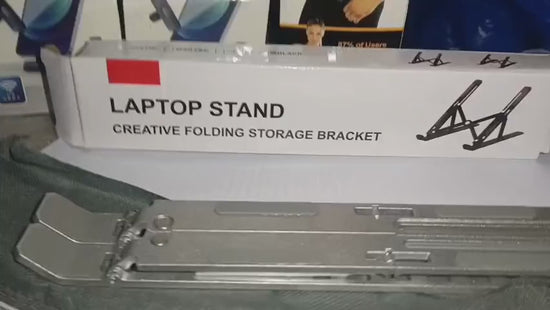 87% of Users
LAPTOP STAND
CREATIVE FOLDING STORAGE BRACKET